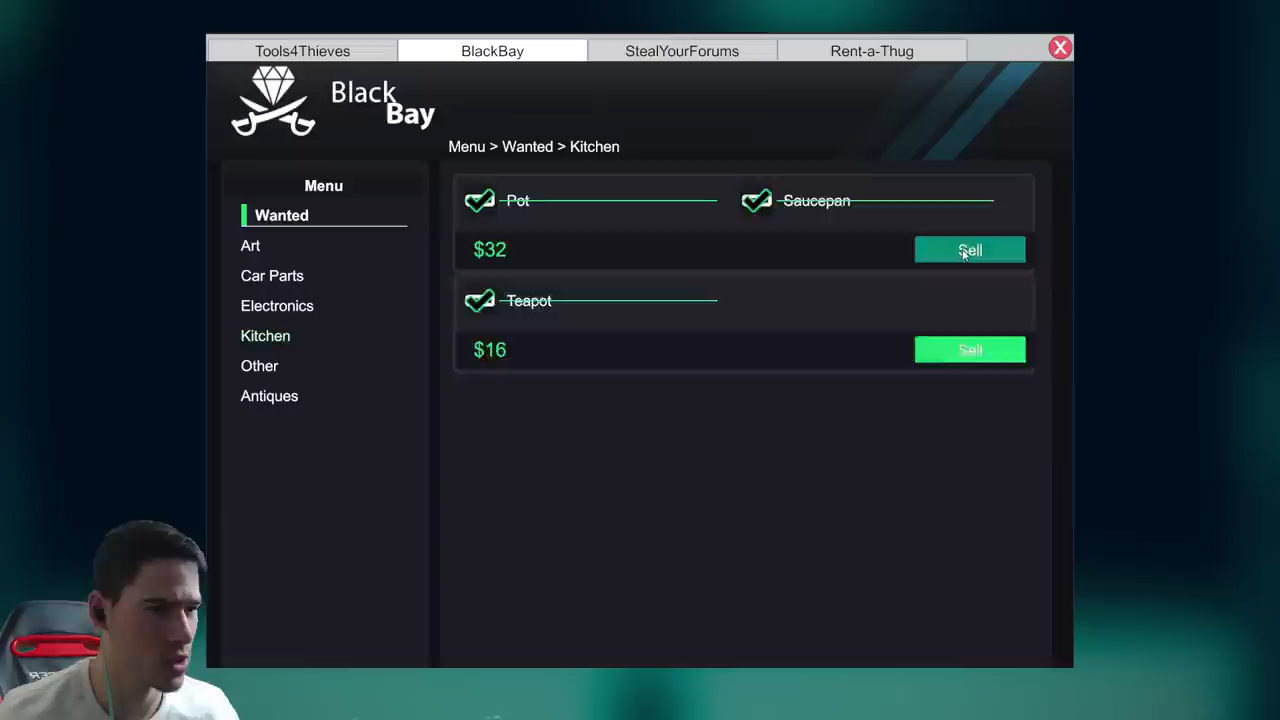 Tools4Thieves
BlackBay
StealYourForums
Rent-a-Thug
X
Black
Bay
Menu > Wanted > Kitchen
Menu
Wanted
Art
Car Parts
Electronics
Kitchen
Other
Antiques
Pot
Saucepan
$32
Sell
Teapot
$16
Sell